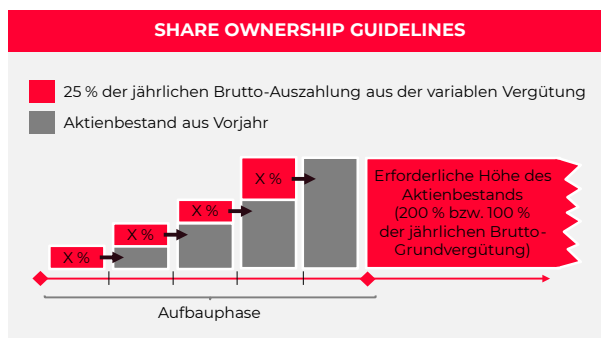 SHARE OWNERSHIP GUIDELINES
25 % der jährlichen Brutto-Auszahlung aus der variablen Vergütung
Aktienbestand aus Vorjahr
X %
X %
X %
X %
Erforderliche Höhe des
Aktienbestands
(200 % bzw. 100 %
der jährlichen Brutto-
Grundvergütung)
Aufbauphase